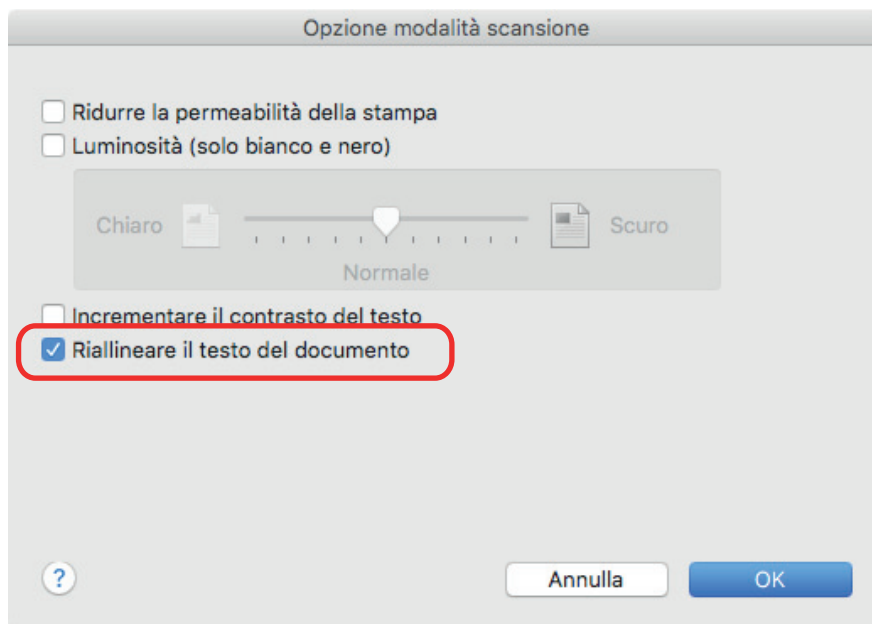 Opzione modalità scansione
Ridurre la permeabilità della stampa
Luminosità (solo bianco e nero)
Chiaro Scuro
Normale
Incrementare il contrasto del testo
Riallineare il testo del documento
? Annulla OK